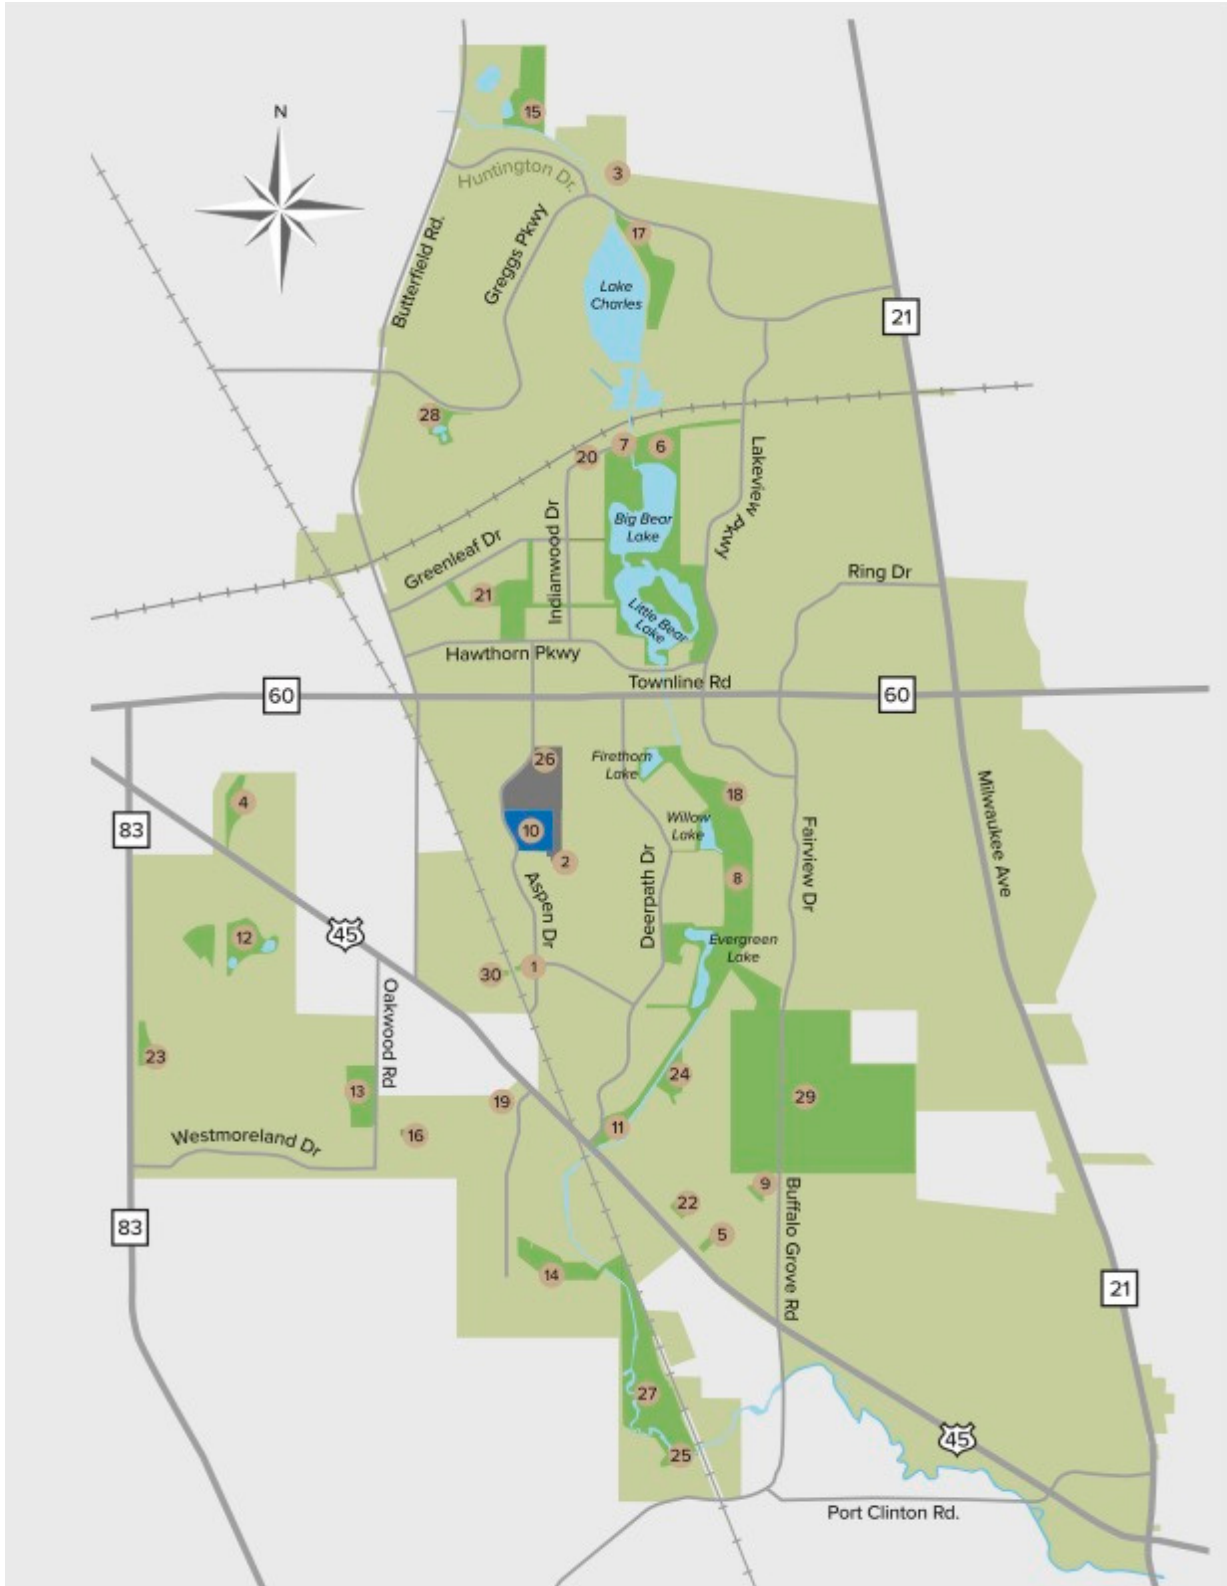 N
15
Huntington Dr.
3
Butterfield Rd.
Greggs Pkwy
17
Lake
Charles
21
28
20
7
6
Lakeview Pkwy
Big Bear
Lake
Indianwood Dr
Greenleaf Dr
21
Ring Dr
Little Bear
Lake
Hawthorn Pkwy
Townline Rd
60
60
26
Firethorn
Lake
4
18
83
10
Willow
Lake
2
Milwaukee Ave
Fairview Dr
Deerpath Dr
8
Aspen Dr
12
45
Evergreen
Lake
30
1
Oakwood Rd
23
24
13
19
29
11
16
Westmoreland Dr
9
22
5
Buffalo Grove Rd
83
14
21
27
45
25
Port Clinton Rd.